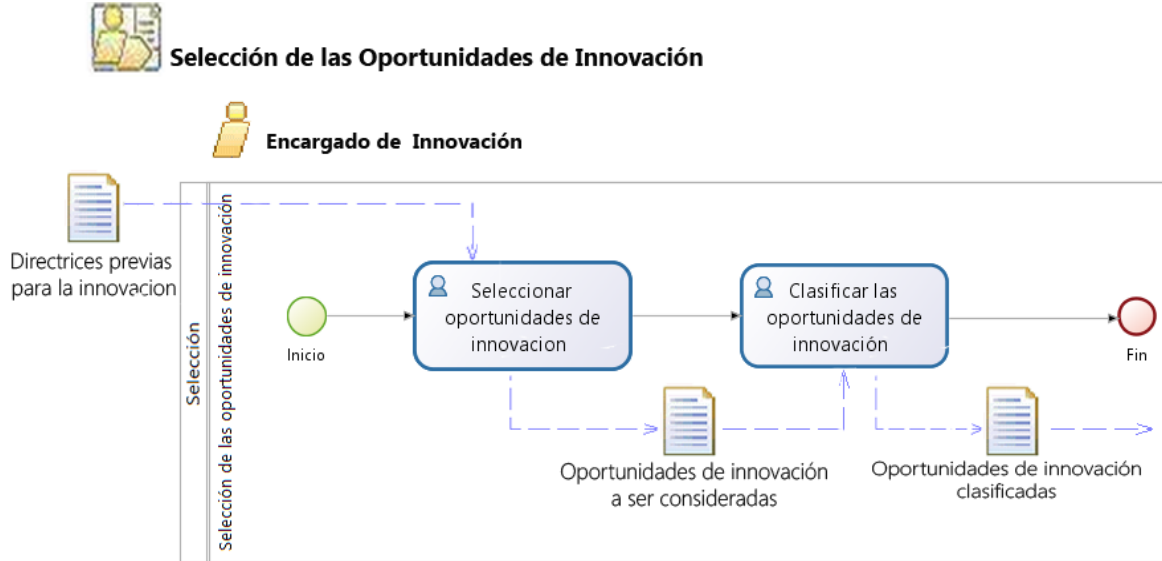 Selección de las Oportunidades de Innovación
Encargado de Innovación
Directrices previas
para la innovacion
Selección
Selección de las oportunidades de innovación
Inicio
Seleccionar
oportunidades de
innovacion
Clasificar las
oportunidades de
innovación
Fin
Oportunidades de innovación
a ser consideradas
Oportunidades de innovación
clasificadas